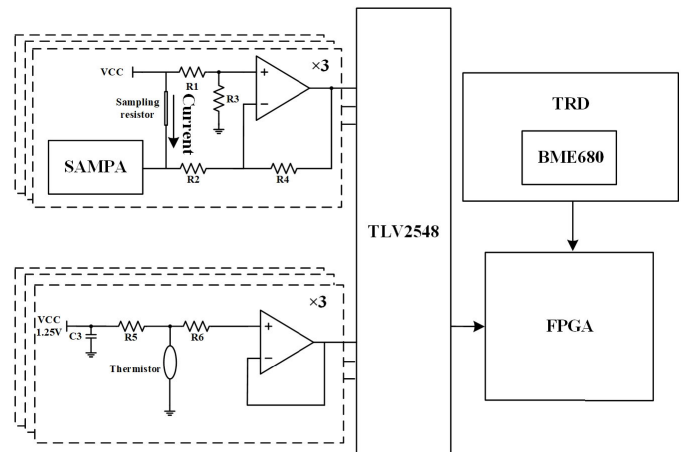 ×3
VCC
R1
+
R3
Sampling
resistor
Current
−
SAMPA
R2
R4
TRD
BME680
TLV2548
FPGA
×3
VCC
1.25V
C3
R5
R6
+
−
Thermistor